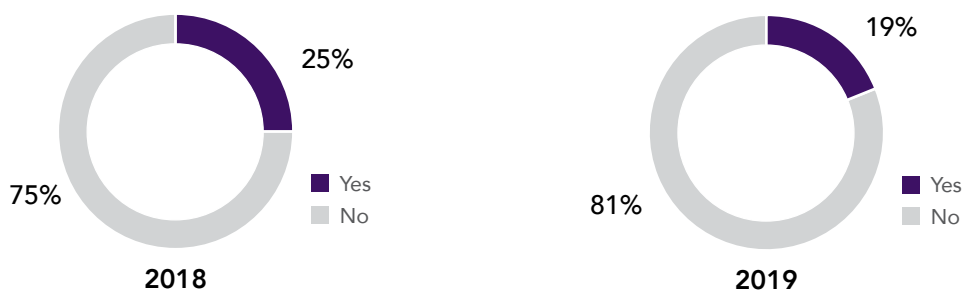 25%
75%
Yes
No
2018
19%
81%
Yes
No
2019